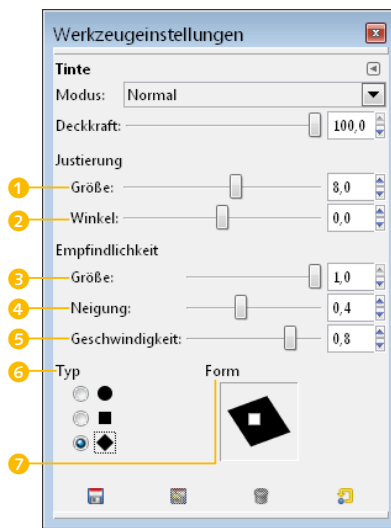 Werkzeugeinstellungen
Tinte
Modus: Normal
Deckkraft: 100,0
Justierung
1 Größe: 8,0
2 Winkel: 0,0
Empfindlichkeit
3 Größe: 1,0
4 Neigung: 0,4
5 Geschwindigkeit: 0,8
6 Typ Form
7